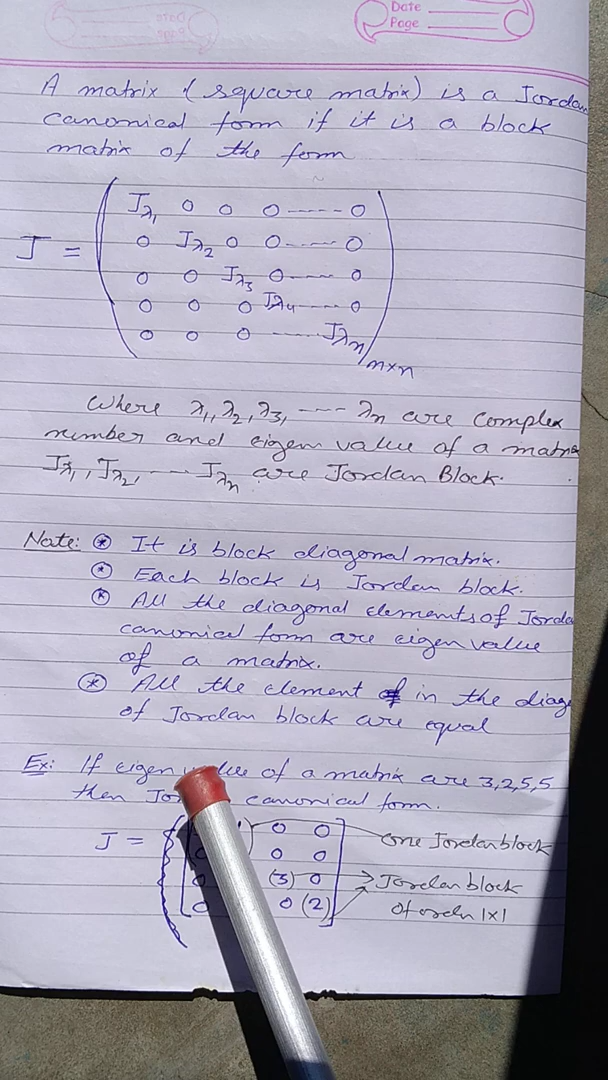 Date
Page
A matrix (square matrix) is a Jordan
canonical form if it is a block
matrix of the form
J = ( Jλ1 0 0 0 ----- 0
0 Jλ2 0 0 ----- 0
0 0 Jλ3 0 ----- 0
0 0 0 Jλ4 ----- 0
0 0 0 ----- Jλn ) n×n
where λ1, λ2, λ3, ---- λn are complex
number and eigen value of a matrix
Jλ1, Jλ2, --- Jλn are Jordan Block.
Note: * It is block diagonal matrix.
* Each block is Jordan block.
* All the diagonal elements of Jorda
canonical form are eigen value
of a matrix.
* All the element in the diag
of Jordan block are equal
Ex: If eigen of a matrix are 3,2,5,5
then canonical form.
J = 0 0 one Jordan block
0 0
(3) 0 → Jordan block
0 0 (2) of order 1×1